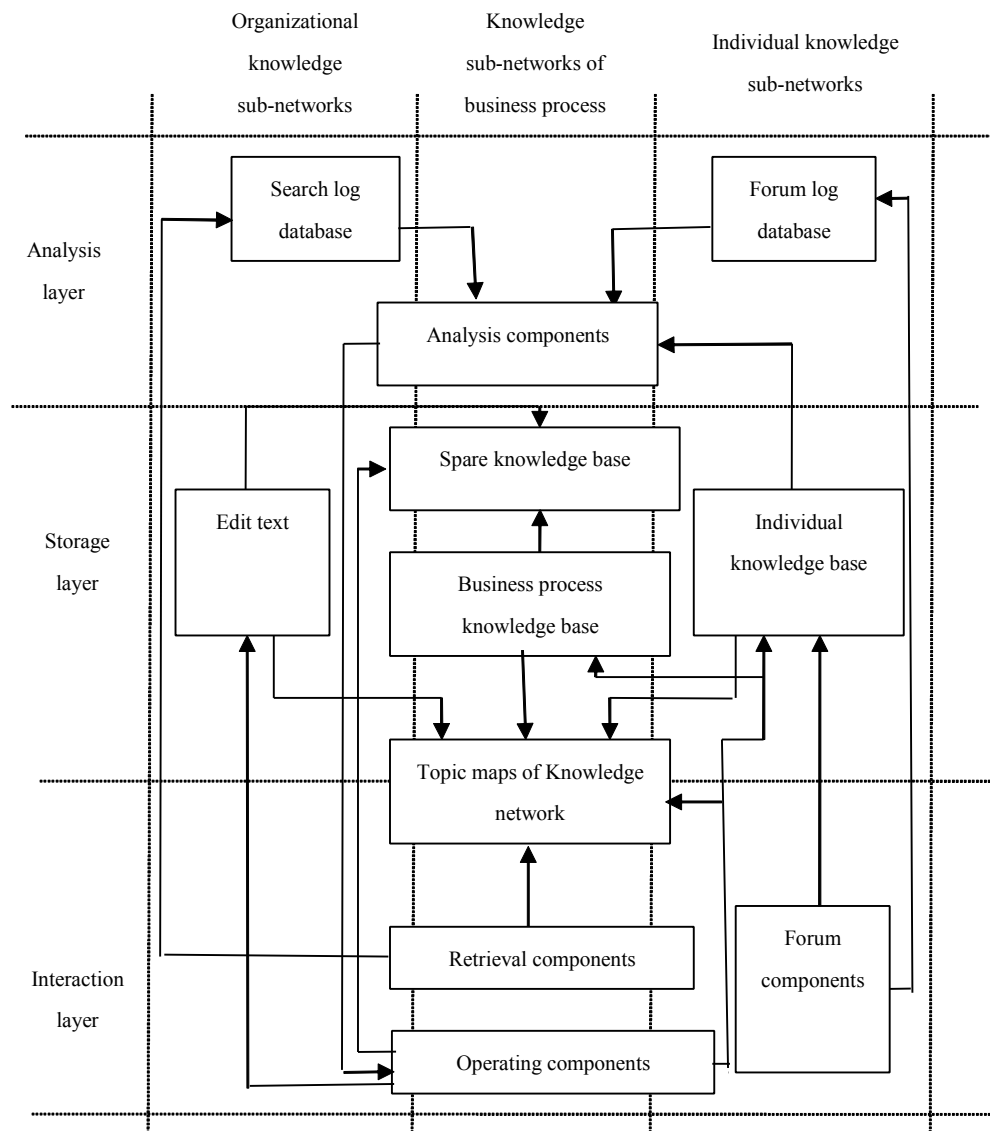 Organizational
knowledge
sub-networks
Knowledge
sub-networks of
business process
Individual knowledge
sub-networks
Analysis
layer
Search log
database
Forum log
database
Analysis components
Storage
layer
Spare knowledge base
Edit text
Individual
knowledge base
Business process
knowledge base
Topic maps of Knowledge
network
Interaction
layer
Retrieval components
Forum
components
Operating components